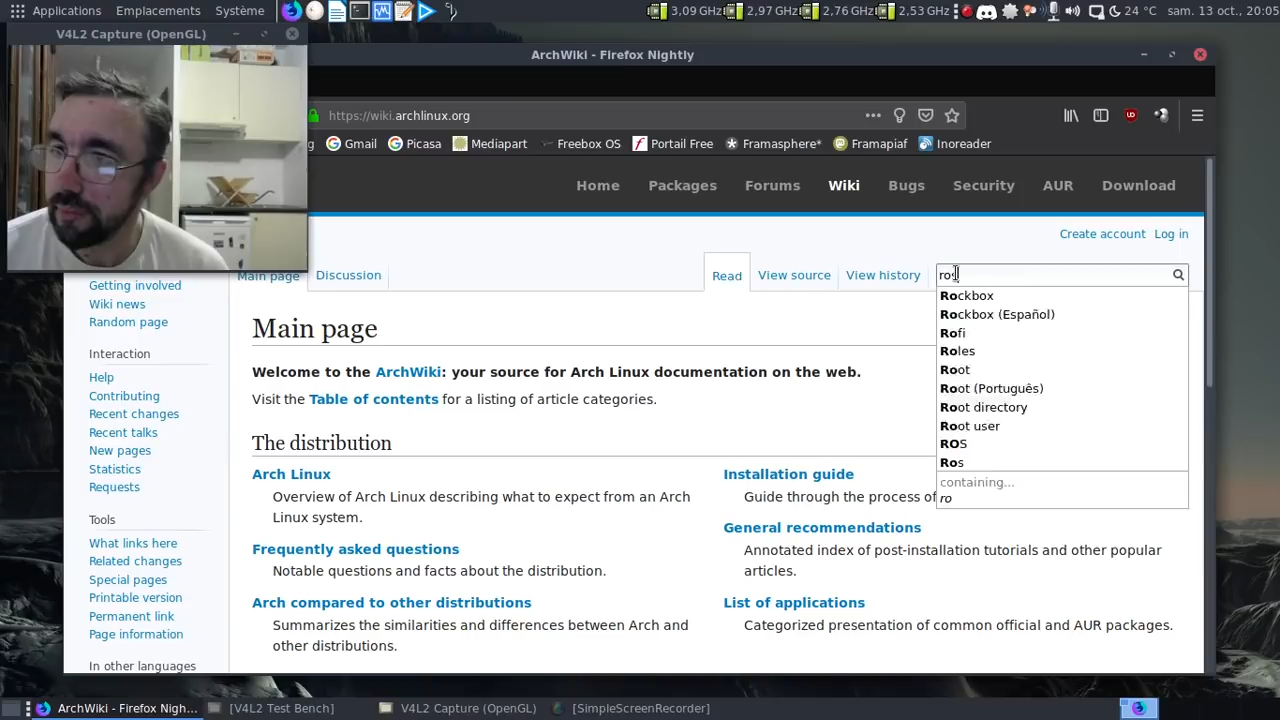 Applications Emplacements Système
3,09 GHz 2,97 GHz 2,76 GHz 2,53 GHz 24 °C sam. 13 oct., 20:05
V4L2 Capture (OpenGL)
ArchWiki - Firefox Nightly
https://wiki.archlinux.org
g Gmail Picasa Mediapart Freebox OS Portail Free Framasphere* Framapiaf Inoreader
Home Packages Forums Wiki Bugs Security AUR Download
Create account Log in
Main page Discussion Read View source View history ros
Getting involved
Wiki news
Random page
Interaction
Help
Contributing
Recent changes
Recent talks
New pages
Statistics
Requests
Tools
What links here
Related changes
Special pages
Printable version
Permanent link
Page information
In other languages
Main page
Welcome to the ArchWiki: your source for Arch Linux documentation on the web.
Visit the Table of contents for a listing of article categories.
The distribution
Arch Linux
Overview of Arch Linux describing what to expect from an Arch
Linux system.
Frequently asked questions
Notable questions and facts about the distribution.
Arch compared to other distributions
Summarizes the similarities and differences between Arch and
other distributions.
Installation guide
Guide through the process of
General recommendations
Annotated index of post-installation tutorials and other popular
articles.
List of applications
Categorized presentation of common official and AUR packages.
Rockbox
Rockbox (Español)
Rofi
Roles
Root
Root (Português)
Root directory
Root user
ROS
Ros
containing...
ro
ArchWiki - Firefox Nigh... [V4L2 Test Bench] V4L2 Capture (OpenGL) [SimpleScreenRecorder]